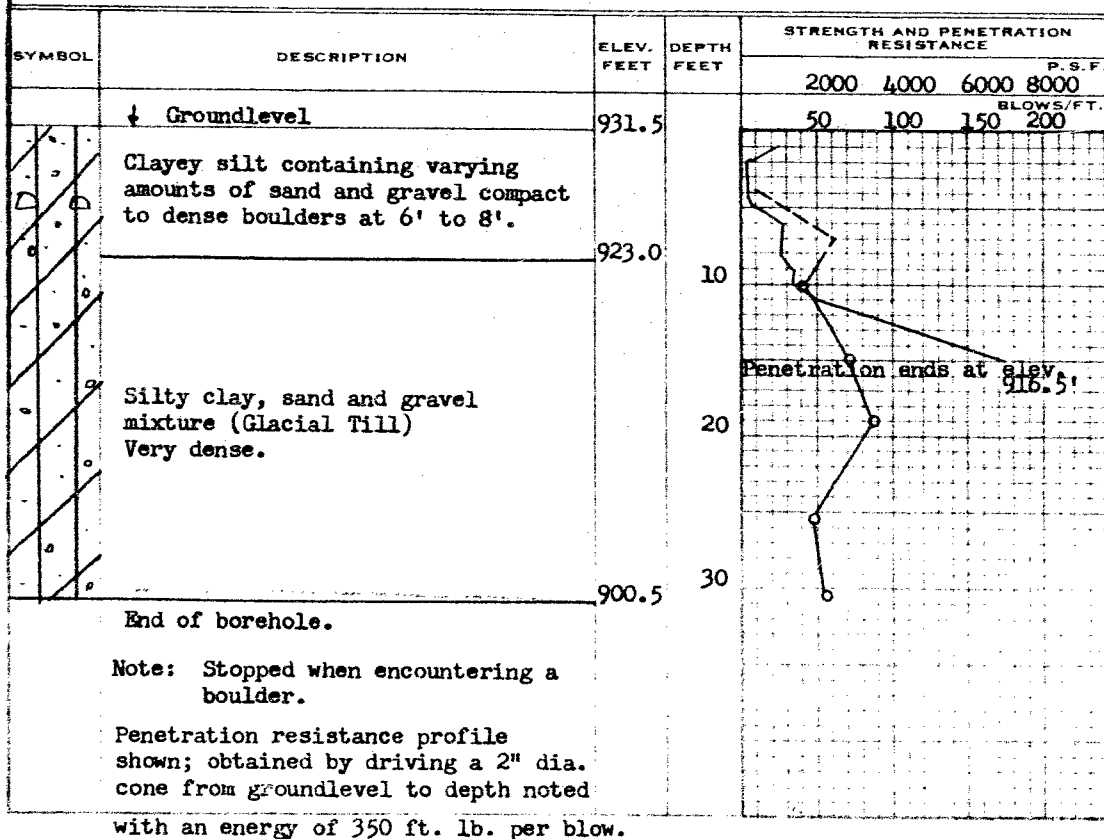 SYMBOL
DESCRIPTION
ELEV. FEET
DEPTH FEET
STRENGTH AND PENETRATION
RESISTANCE
P.S.F.
2000 4000 6000 8000
BLOWS/FT.
50 100 150 200
↓ Groundlevel
931.5
Clayey silt containing varying
amounts of sand and gravel compact
to dense boulders at 6' to 8'.
923.0
10
Penetration ends at elev.
916.5'
Silty clay, sand and gravel
mixture (Glacial Till)
Very dense.
20
30
900.5
End of borehole.
Note: Stopped when encountering a
boulder.
Penetration resistance profile
shown; obtained by driving a 2" dia.
cone from groundlevel to depth noted
with an energy of 350 ft. lb. per blow.